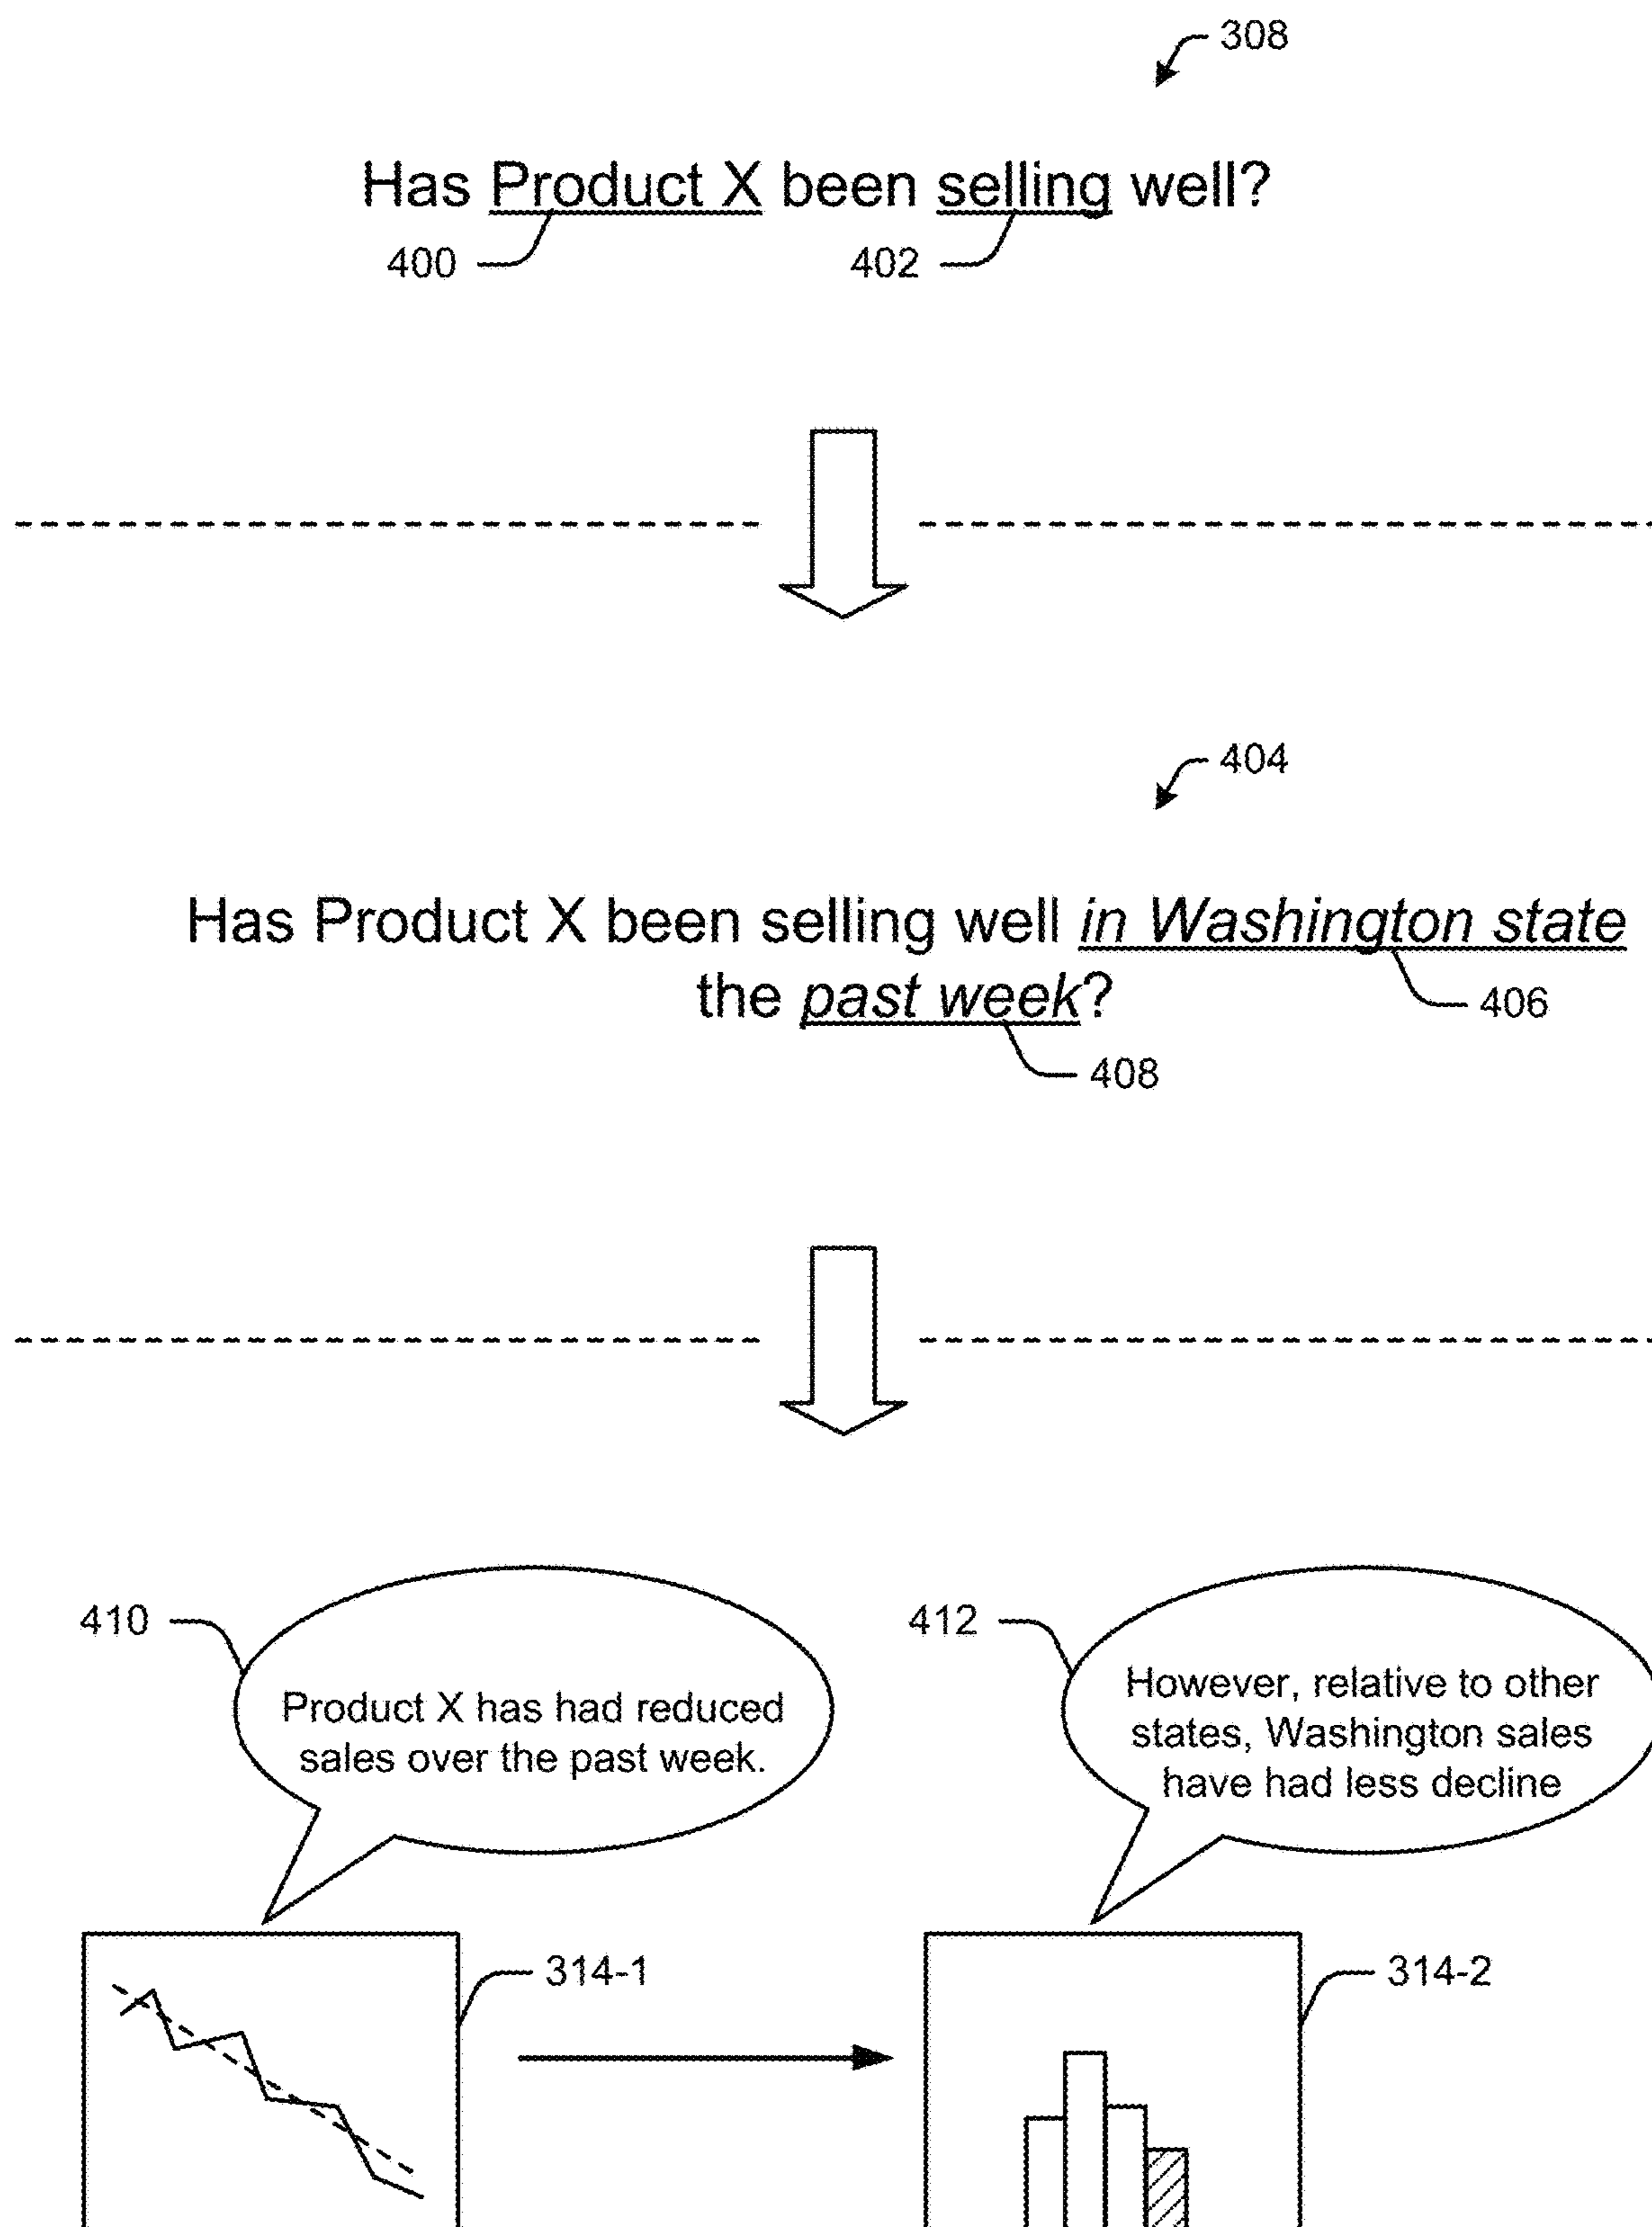 308
Has Product X been selling well?
400
402
404
Has Product X been selling well in Washington state
the past week?
406
408
410
Product X has had reduced
sales over the past week.
412
However, relative to other
states, Washington sales
have had less decline
314-1
314-2